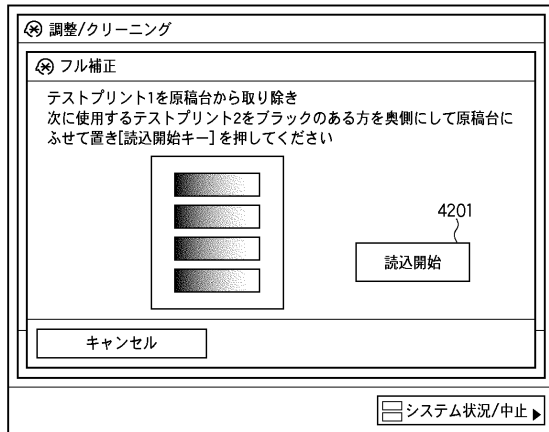 調整/クリーニング
フル補正
テストプリント1を原稿台から取り除き
次に使用するテストプリント2をブラックのある方を奥側にして原稿台に
ふせて置き[読込開始キー]を押してください
4201
読込開始
キャンセル
システム状況/中止